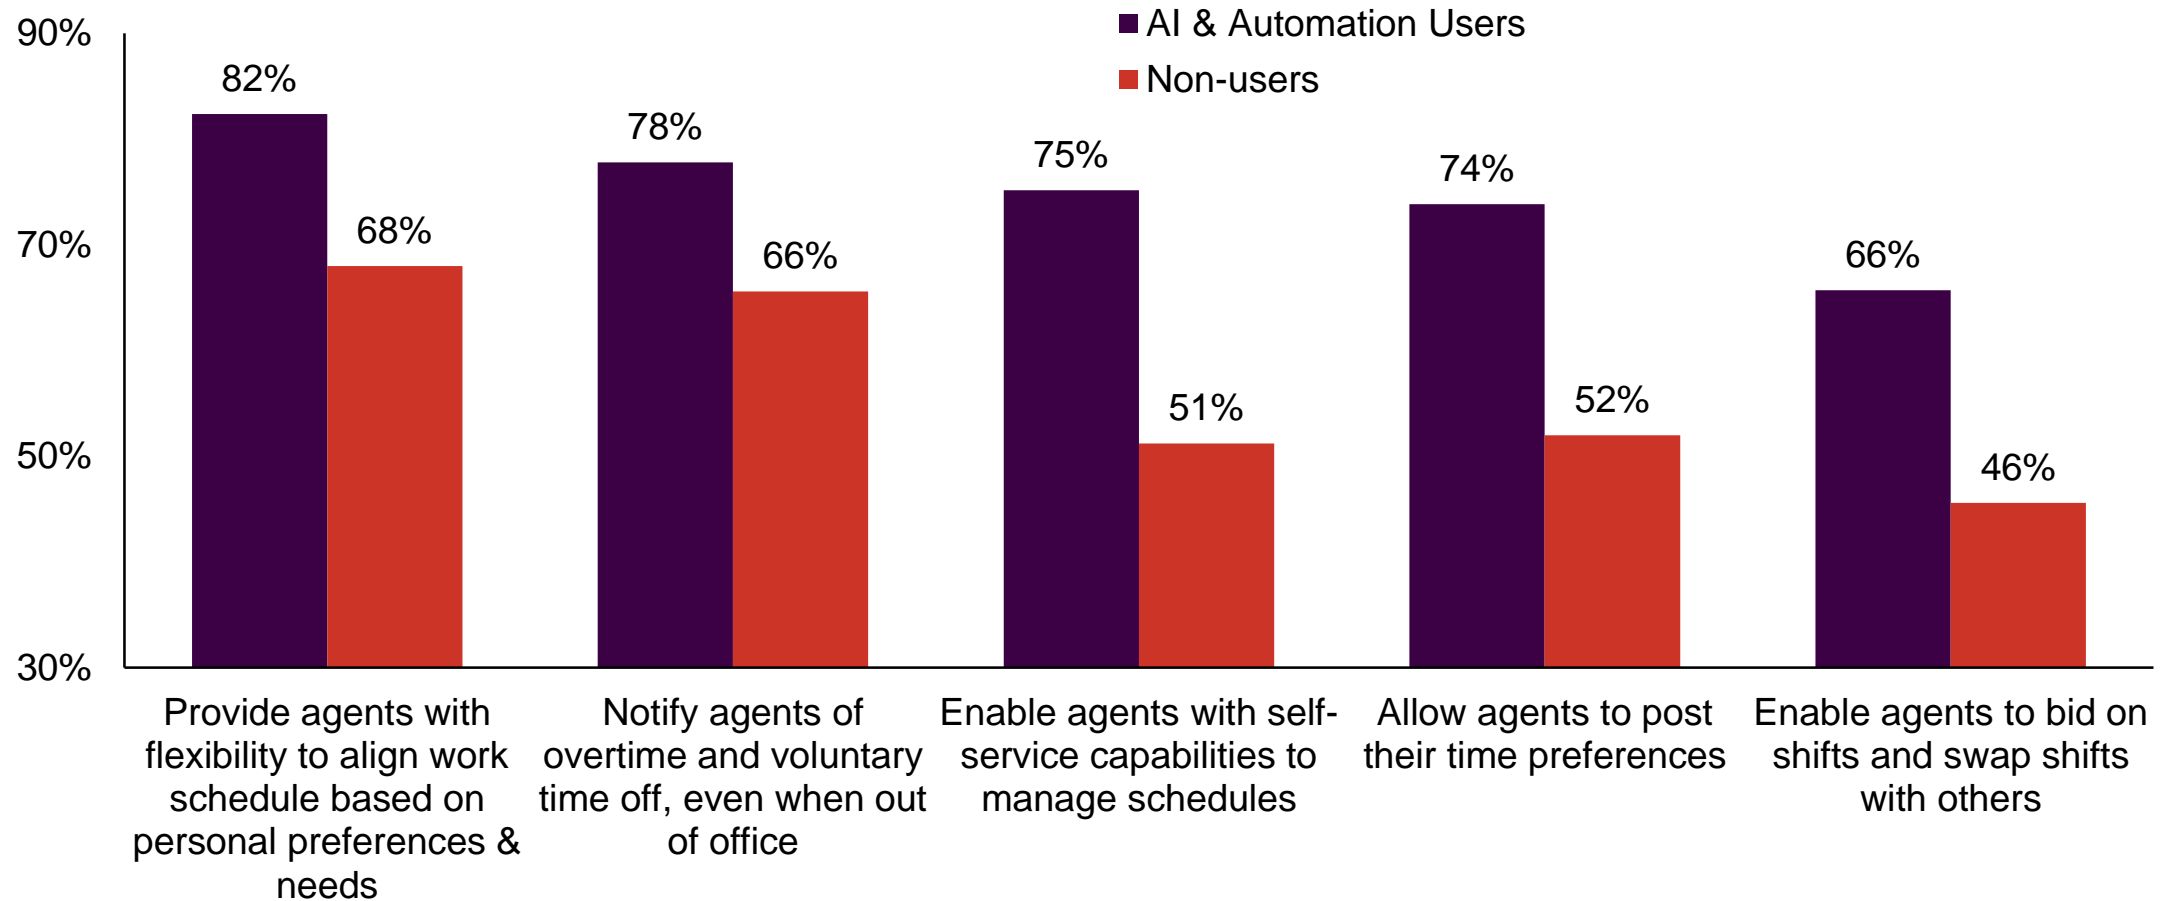 AI & Automation Users
Non-users
90%
70%
50%
30%
82%
68%
78%
66%
75%
51%
74%
52%
66%
46%
Provide agents with
flexibility to align work
schedule based on
personal preferences &
needs
Notify agents of
overtime and voluntary
time off, even when out
of office
Enable agents with self-
service capabilities to
manage schedules
Allow agents to post
their time preferences
Enable agents to bid on
shifts and swap shifts
with others